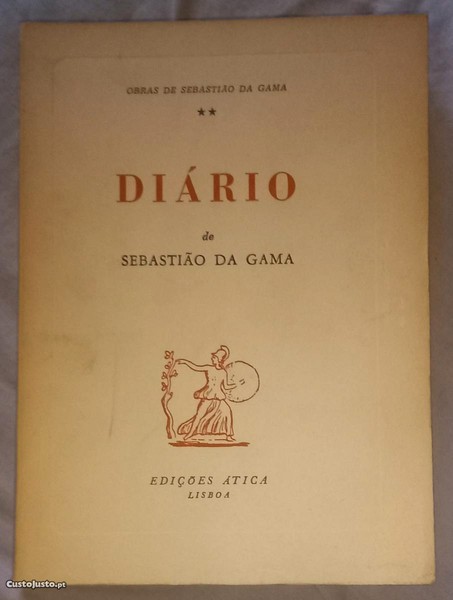 OBRAS DE SEBASTIÃO DA GAMA
★★
DIÁRIO
de
SEBASTIÃO DA GAMA
EDIÇÕES ÁTICA
LISBOA
CustoJusto.pt